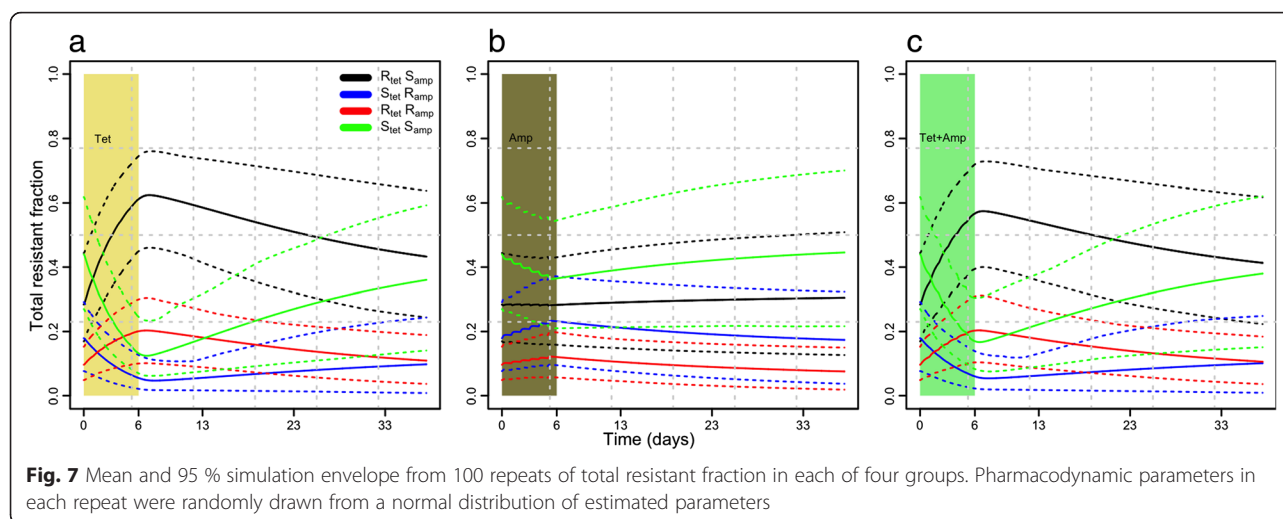 a
b
c
Total resistant fraction
1.0
0.8
0.6
0.4
0.2
0.0
Tet
R_tet S_amp
S_tet R_amp
R_tet R_amp
S_tet S_amp
0 6 13 23 33
1.0
0.8
0.6
0.4
0.2
0.0
Amp
0 6 13 23 33
Time (days)
1.0
0.8
0.6
0.4
0.2
0.0
Tet+Amp
0 6 13 23 33
Fig. 7 Mean and 95 % simulation envelope from 100 repeats of total resistant fraction in each of four groups. Pharmacodynamic parameters in
each repeat were randomly drawn from a normal distribution of estimated parameters